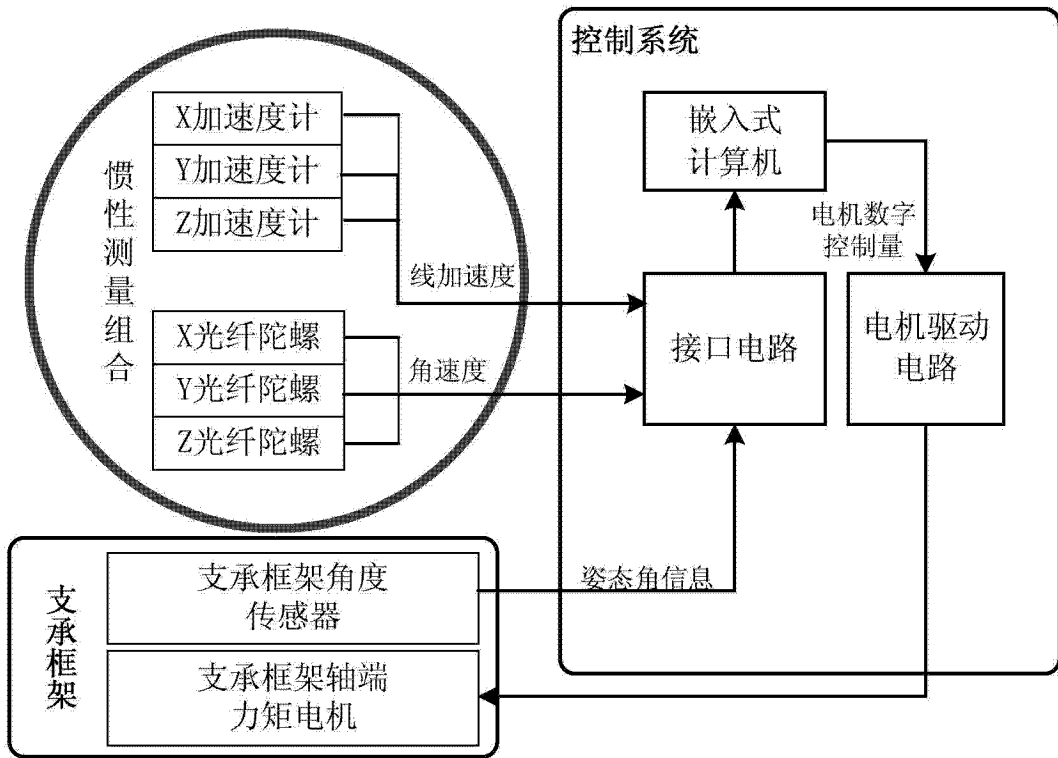 惯性测量组合
X加速度计
Y加速度计
Z加速度计
线加速度
X光纤陀螺
Y光纤陀螺
Z光纤陀螺
角速度
控制系统
嵌入式
计算机
电机数字
控制量
接口电路
电机驱动
电路
支承框架
支承框架角度
传感器
姿态角信息
支承框架轴端
力矩电机